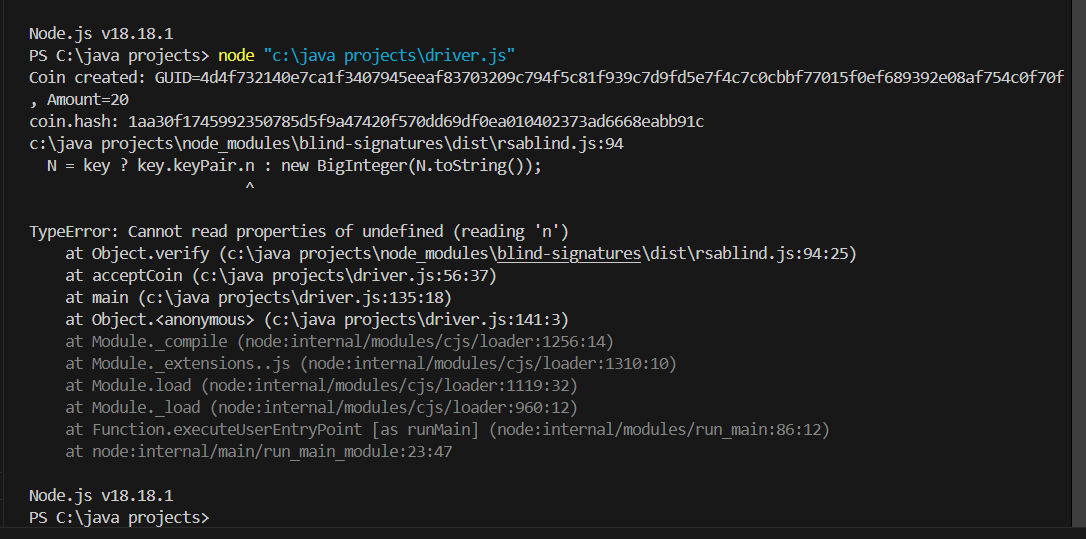 Node.js v18.18.1
PS C:\java projects> node "c:\java projects\driver.js"
Coin created: GUID=4d4f732140e7ca1f3407945eeaf83703209c794f5c81f939c7d9fd5e7f4c7c0cbbf77015f0ef689392e08af754c0f70f
, Amount=20
coin.hash: 1aa30f1745992350785d5f9a47420f570dd69df0ea010402373ad6668eabb91c
c:\java projects\node_modules\blind-signatures\dist\rsablind.js:94
  N = key ? key.keyPair.n : new BigInteger(N.toString());
                        ^
TypeError: Cannot read properties of undefined (reading 'n')
    at Object.verify (c:\java projects\node_modules\blind-signatures\dist\rsablind.js:94:25)
    at acceptCoin (c:\java projects\driver.js:56:37)
    at main (c:\java projects\driver.js:135:18)
    at Object.<anonymous> (c:\java projects\driver.js:141:3)
    at Module._compile (node:internal/modules/cjs/loader:1256:14)
    at Module._extensions..js (node:internal/modules/cjs/loader:1310:10)
    at Module.load (node:internal/modules/cjs/loader:1119:32)
    at Module._load (node:internal/modules/cjs/loader:960:12)
    at Function.executeUserEntryPoint [as runMain] (node:internal/modules/run_main:86:12)
    at node:internal/main/run_main_module:23:47
Node.js v18.18.1
PS C:\java projects>